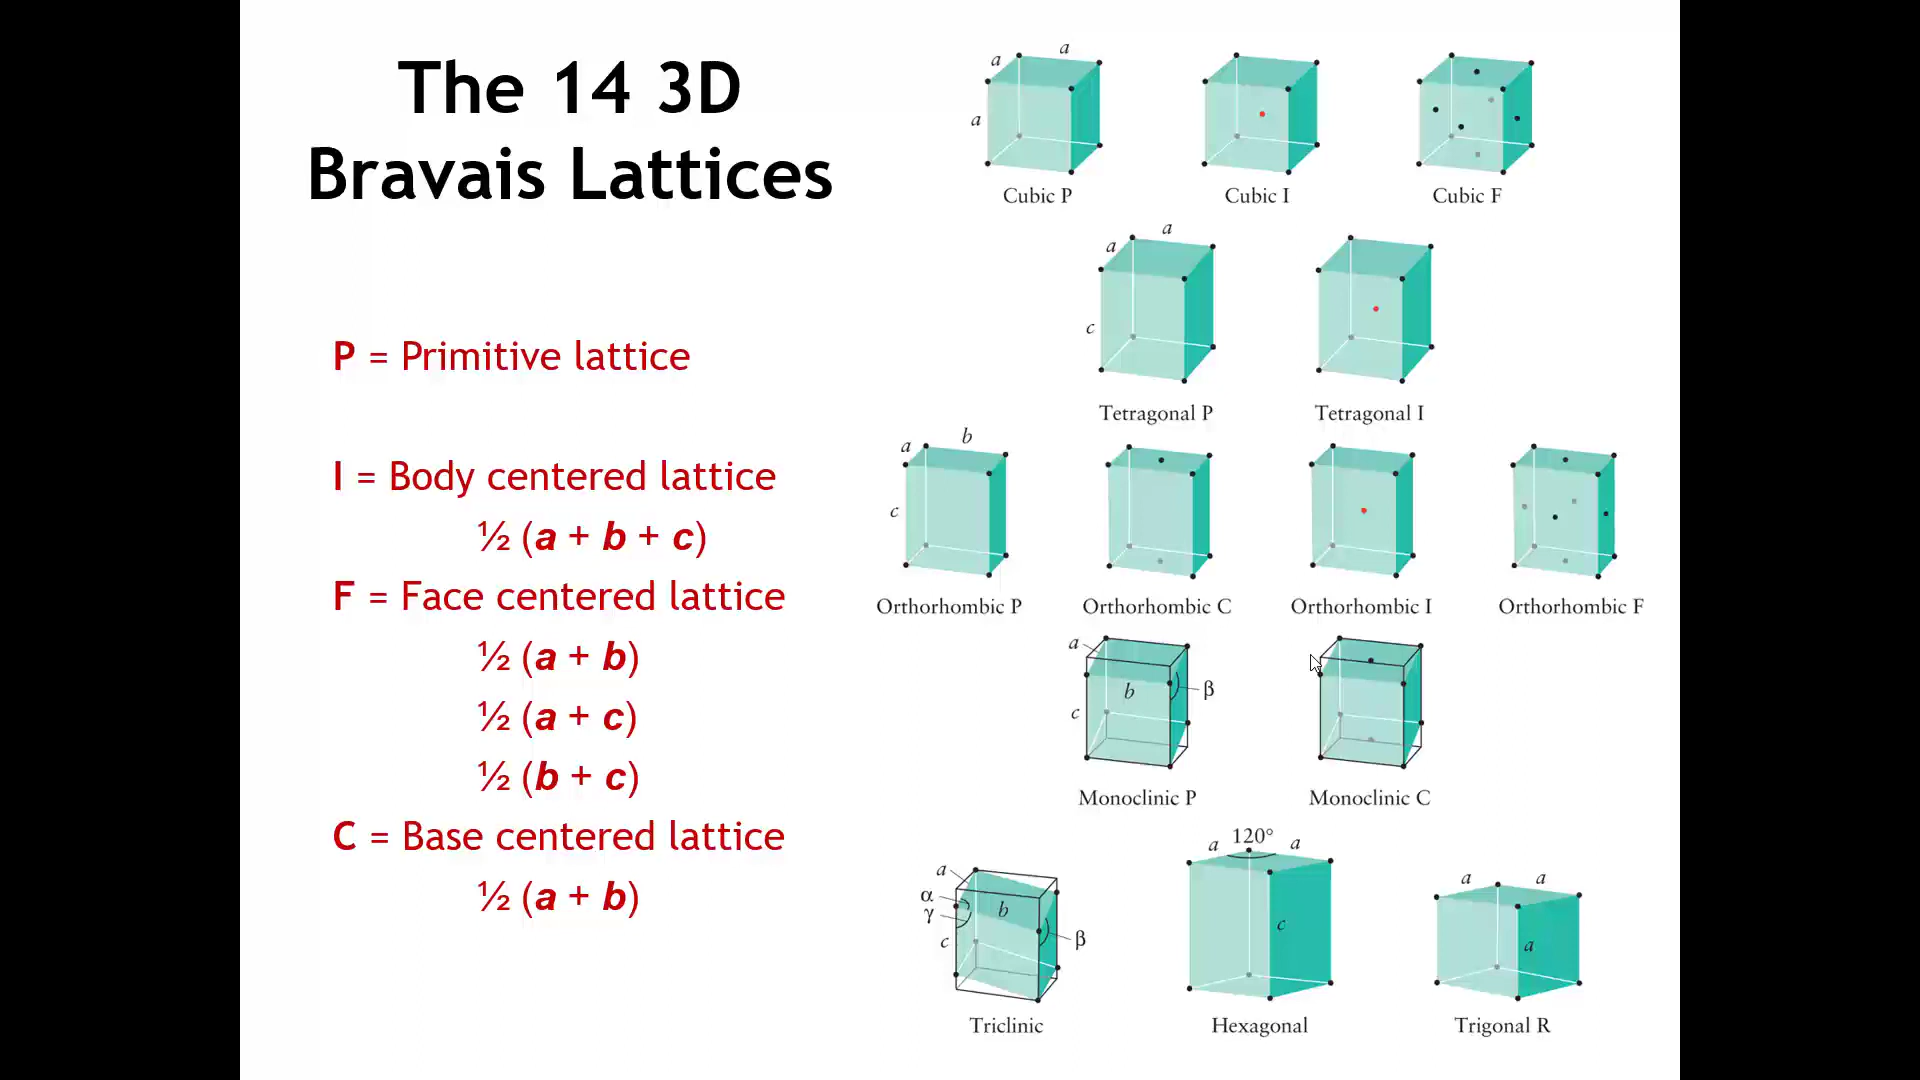 The 14 3D
Bravais Lattices
P = Primitive lattice
I = Body centered lattice
½ (a + b + c)
F = Face centered lattice
½ (a + b)
½ (a + c)
½ (b + c)
C = Base centered lattice
½ (a + b)
a
a
a
Cubic P
Cubic I
Cubic F
a
a
c
Tetragonal P
Tetragonal I
a
b
c
Orthorhombic P
Orthorhombic C
Orthorhombic I
Orthorhombic F
a
b
β
c
Monoclinic P
Monoclinic C
a
α
γ
b
c
β
Triclinic
a
120°
a
c
Hexagonal
a
a
a
Trigonal R